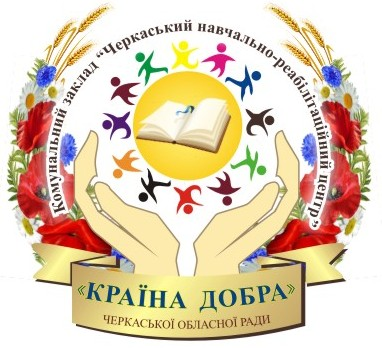 Комунальний заклад "Черкаський навчально-реабілітаційний центр"
«КРАЇНА ДОБРА»
ЧЕРКАСЬКОЇ ОБЛАСНОЇ РАДИ